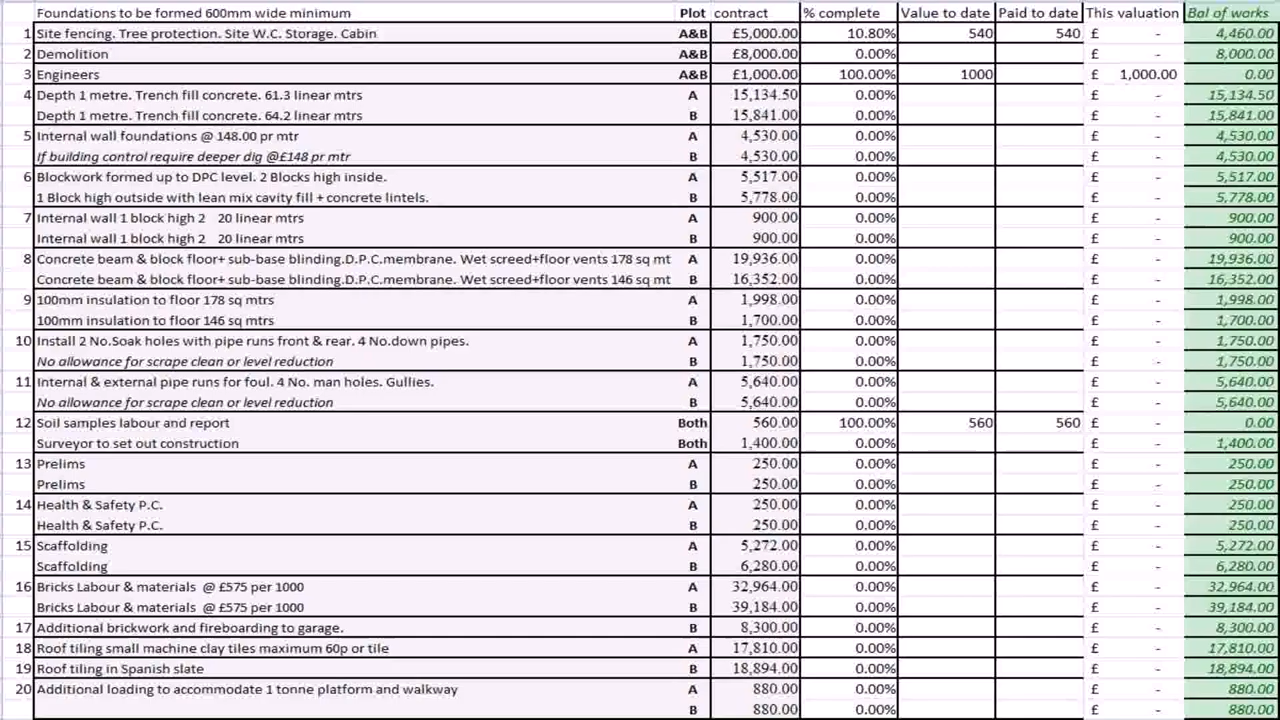 Foundations to be formed 600mm wide minimum Plot contract % complete Value to date Paid to date This valuation Bal of works
1 Site fencing. Tree protection. Site W.C. Storage. Cabin A&B £5,000.00 10.80% 540 540 £ - 4,460.00
2 Demolition A&B £8,000.00 0.00% £ - 8,000.00
3 Engineers A&B £1,000.00 100.00% 1000 £ 1,000.00 0.00
4 Depth 1 metre. Trench fill concrete. 61.3 linear mtrs A 15,134.50 0.00% £ - 15,134.50
Depth 1 metre. Trench fill concrete. 64.2 linear mtrs B 15,841.00 0.00% £ - 15,841.00
5 Internal wall foundations @ 148.00 pr mtr A 4,530.00 0.00% £ - 4,530.00
If building control require deeper dig @£148 pr mtr B 4,530.00 0.00% £ - 4,530.00
6 Blockwork formed up to DPC level. 2 Blocks high inside. A 5,517.00 0.00% £ - 5,517.00
1 Block high outside with lean mix cavity fill + concrete lintels. B 5,778.00 0.00% £ - 5,778.00
7 Internal wall 1 block high 2 20 linear mtrs A 900.00 0.00% £ - 900.00
Internal wall 1 block high 2 20 linear mtrs B 900.00 0.00% £ - 900.00
8 Concrete beam & block floor+ sub-base blinding.D.P.C.membrane. Wet screed+floor vents 178 sq mt A 19,936.00 0.00% £ - 19,936.00
Concrete beam & block floor+ sub-base blinding.D.P.C.membrane. Wet screed+floor vents 146 sq mt B 16,352.00 0.00% £ - 16,352.00
9 100mm insulation to floor 178 sq mtrs A 1,998.00 0.00% £ - 1,998.00
100mm insulation to floor 146 sq mtrs B 1,700.00 0.00% £ - 1,700.00
10 Install 2 No.Soak holes with pipe runs front & rear. 4 No.down pipes. A 1,750.00 0.00% £ - 1,750.00
No allowance for scrape clean or level reduction B 1,750.00 0.00% £ - 1,750.00
11 Internal & external pipe runs for foul. 4 No. man holes. Gullies. A 5,640.00 0.00% £ - 5,640.00
No allowance for scrape clean or level reduction B 5,640.00 0.00% £ - 5,640.00
12 Soil samples labour and report Both 560.00 100.00% 560 560 £ - 0.00
Surveyor to set out construction Both 1,400.00 0.00% £ - 1,400.00
13 Prelims A 250.00 0.00% £ - 250.00
Prelims B 250.00 0.00% £ - 250.00
14 Health & Safety P.C. A 250.00 0.00% £ - 250.00
Health & Safety P.C. B 250.00 0.00% £ - 250.00
15 Scaffolding A 5,272.00 0.00% £ - 5,272.00
Scaffolding B 6,280.00 0.00% £ - 6,280.00
16 Bricks Labour & materials @ £575 per 1000 A 32,964.00 0.00% £ - 32,964.00
Bricks Labour & materials @ £575 per 1000 B 39,184.00 0.00% £ - 39,184.00
17 Additional brickwork and fireboarding to garage. B 8,300.00 0.00% £ - 8,300.00
18 Roof tiling small machine clay tiles maximum 60p or tile A 17,810.00 0.00% £ - 17,810.00
19 Roof tiling in Spanish slate B 18,894.00 0.00% £ - 18,894.00
20 Additional loading to accommodate 1 tonne platform and walkway A 880.00 0.00% £ - 880.00
B 880.00 0.00% £ - 880.00